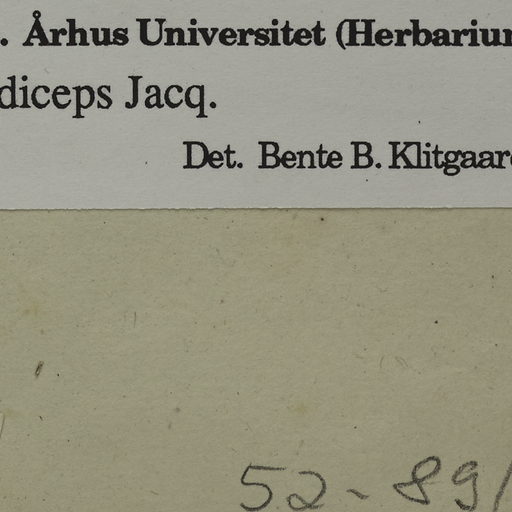 . Århus Universitet (Herbarium
diceps Jacq.
Det. Bente B. Klitgaard
52-89/